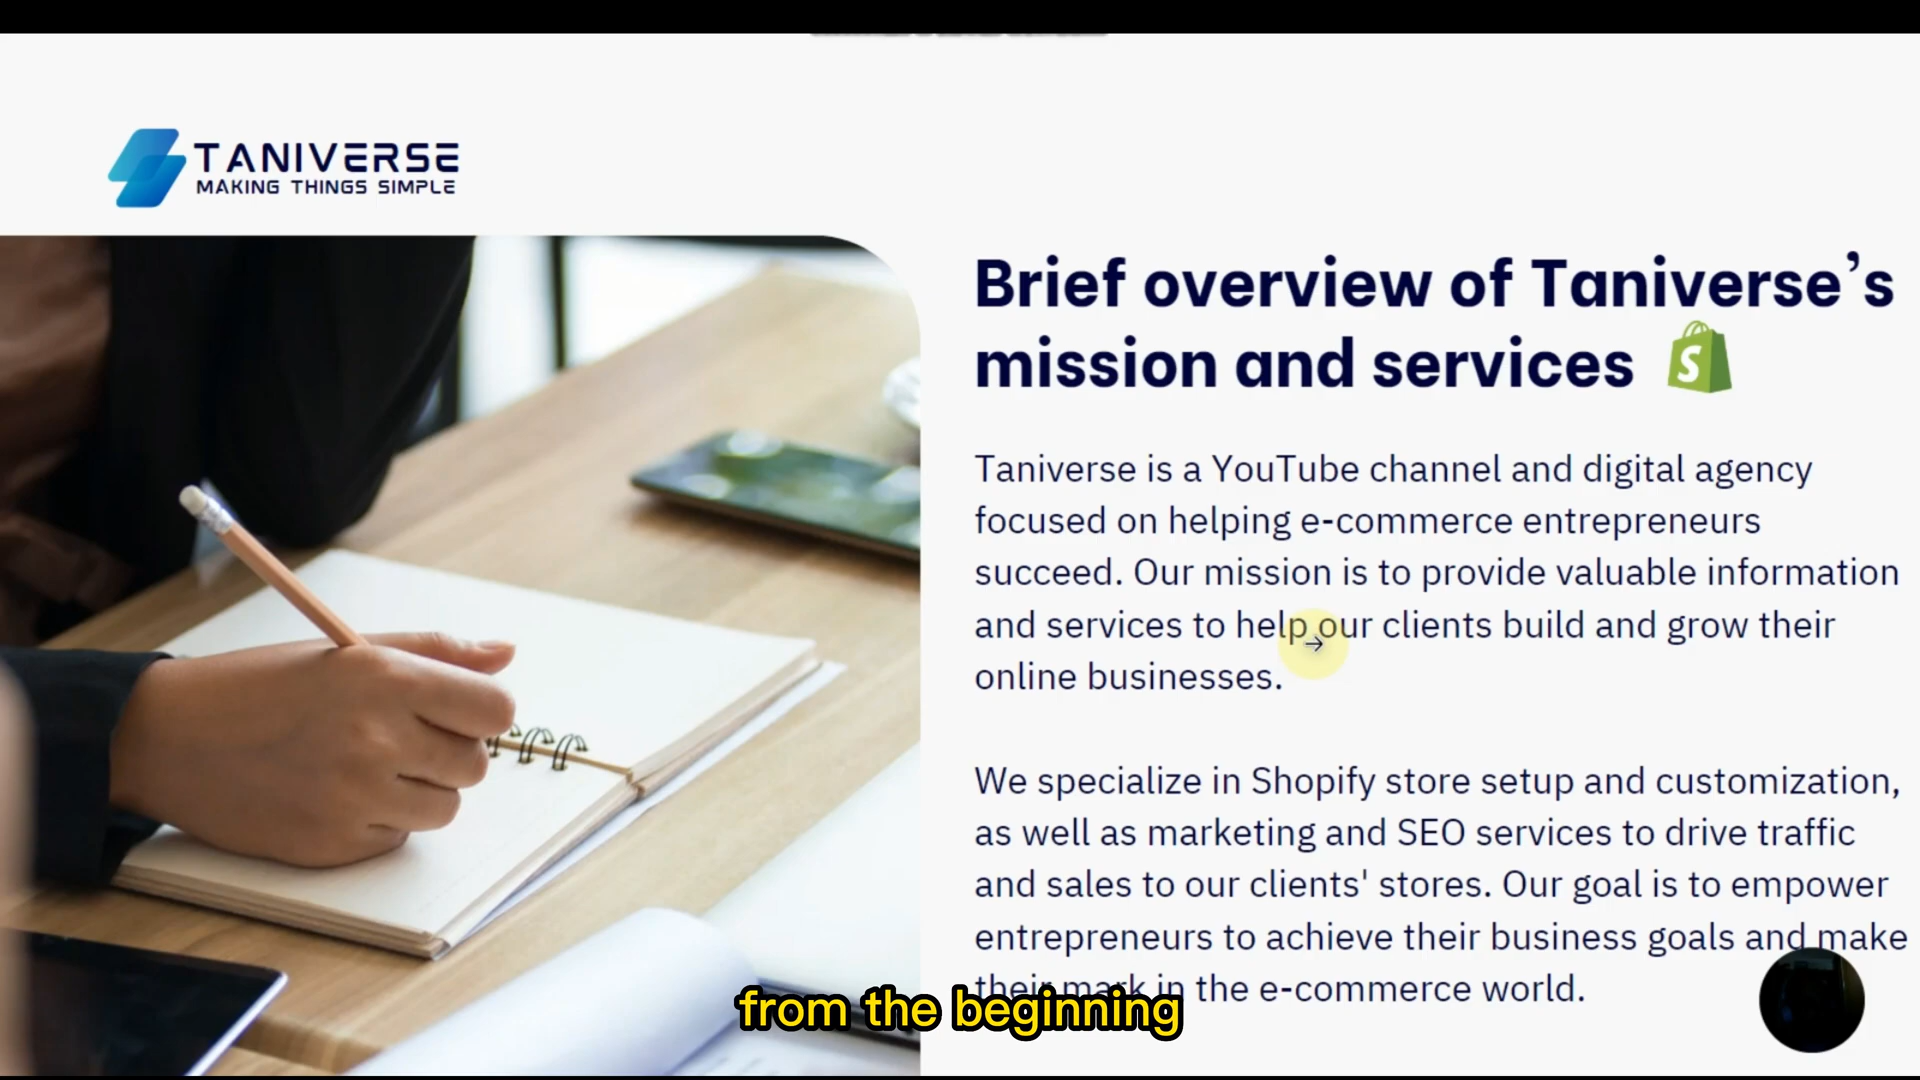 TANIVERSE
MAKING THINGS SIMPLE
Brief overview of Taniverse’s
mission and services
S
Taniverse is a YouTube channel and digital agency
focused on helping e-commerce entrepreneurs
succeed. Our mission is to provide valuable information
and services to help our clients build and grow their
online businesses.
We specialize in Shopify store setup and customization,
as well as marketing and SEO services to drive traffic
and sales to our clients' stores. Our goal is to empower
entrepreneurs to achieve their business goals and make
their mark in the e-commerce world.
from the beginning